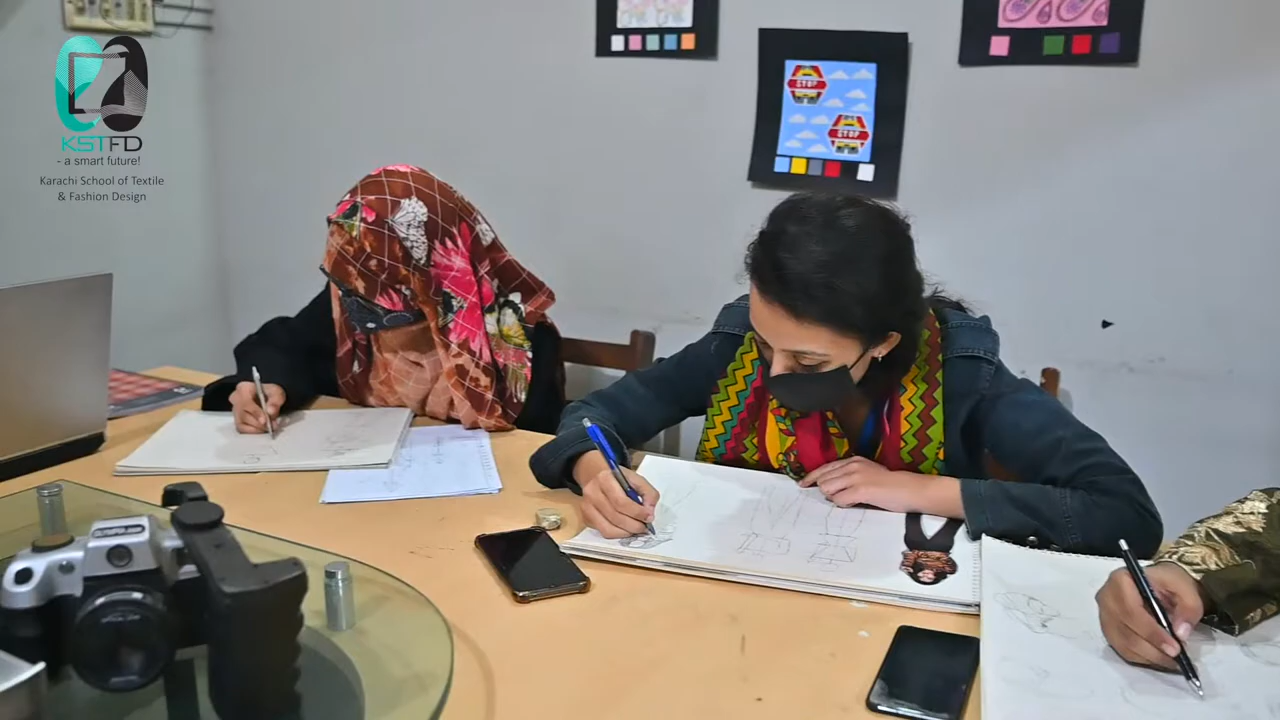 KSTFD
- a smart future!
Karachi School of Textile
& Fashion Design
STOP
STOP